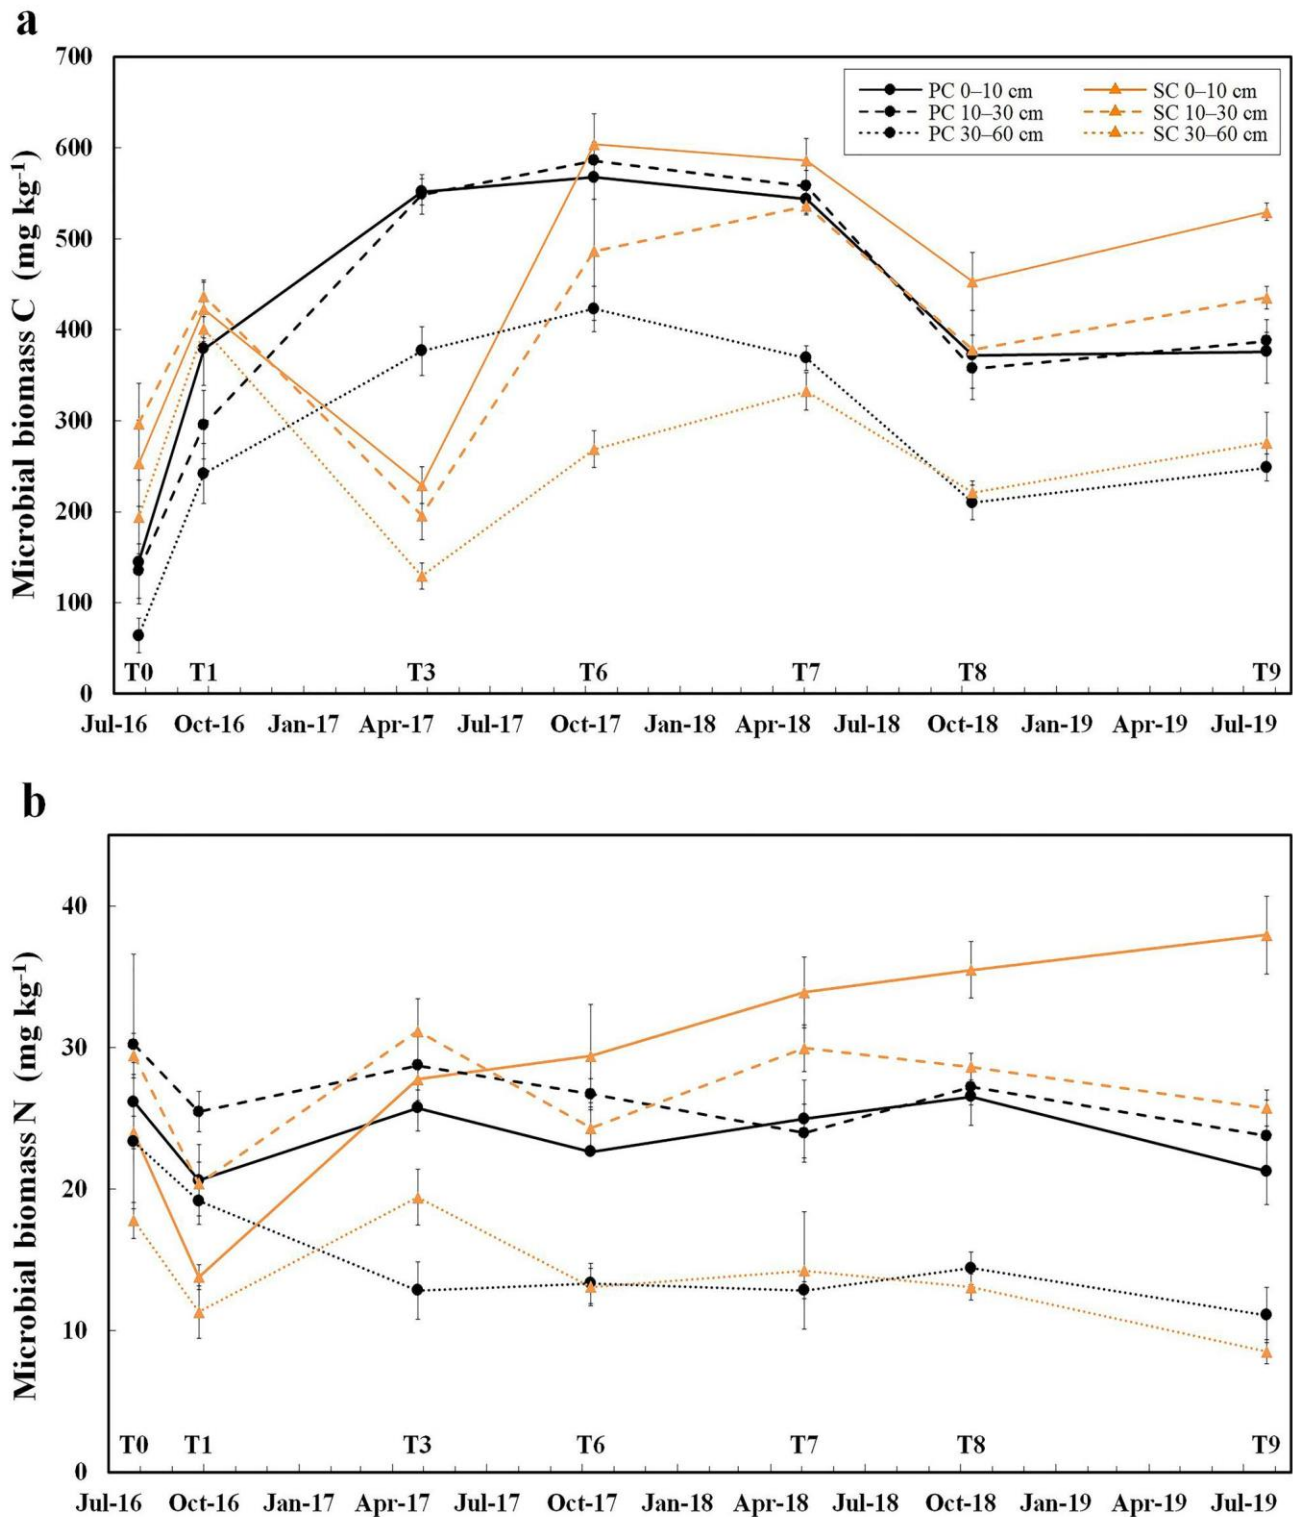 a
700
600
500
400
300
200
100
0
Microbial biomass C (mg kg⁻¹)
PC 0–10 cm SC 0–10 cm
PC 10–30 cm SC 10–30 cm
PC 30–60 cm SC 30–60 cm
T0 T1 T3 T6 T7 T8 T9
Jul-16 Oct-16 Jan-17 Apr-17 Jul-17 Oct-17 Jan-18 Apr-18 Jul-18 Oct-18 Jan-19 Apr-19 Jul-19
b
40
30
20
10
0
Microbial biomass N (mg kg⁻¹)
T0 T1 T3 T6 T7 T8 T9
Jul-16 Oct-16 Jan-17 Apr-17 Jul-17 Oct-17 Jan-18 Apr-18 Jul-18 Oct-18 Jan-19 Apr-19 Jul-19